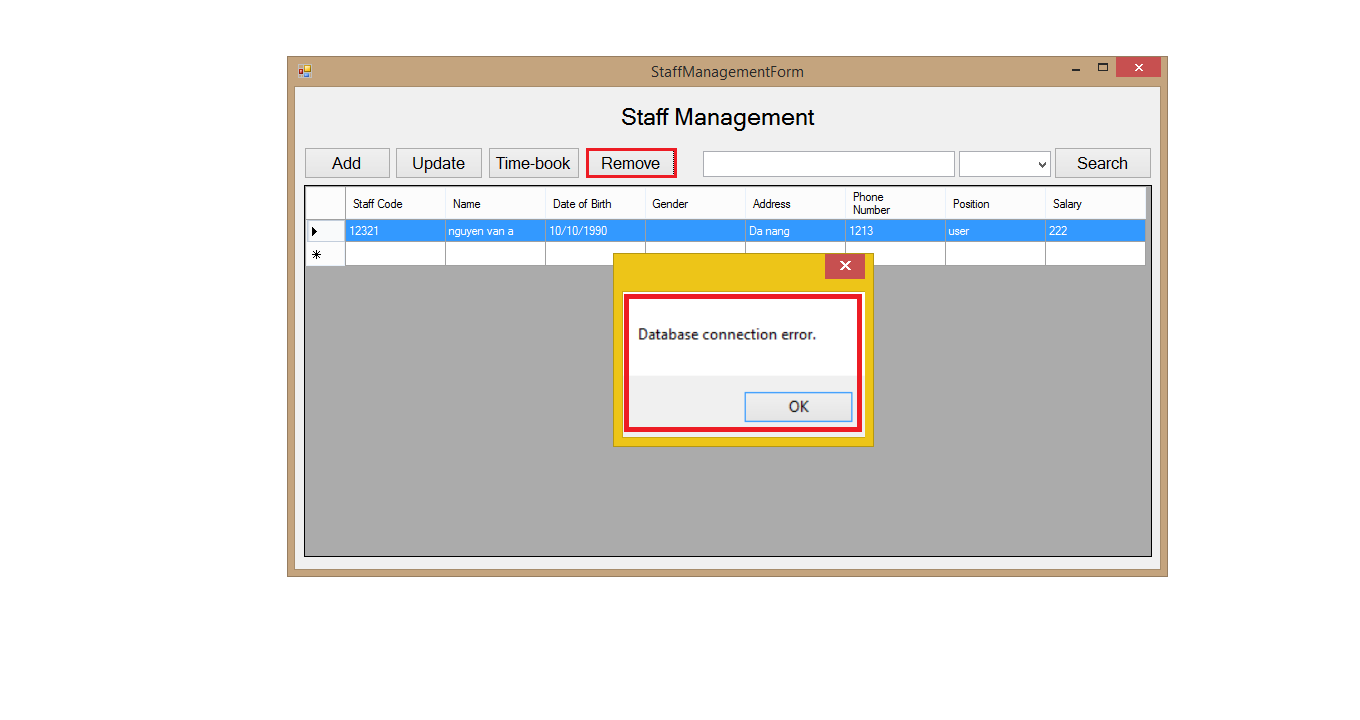 StaffManagementForm
Staff Management
Add Update Time-book Remove Search
Staff Code Name Date of Birth Gender Address Phone Number Position Salary
12321 nguyen van a 10/10/1990 Da nang 1213 user 222
Database connection error.
OK